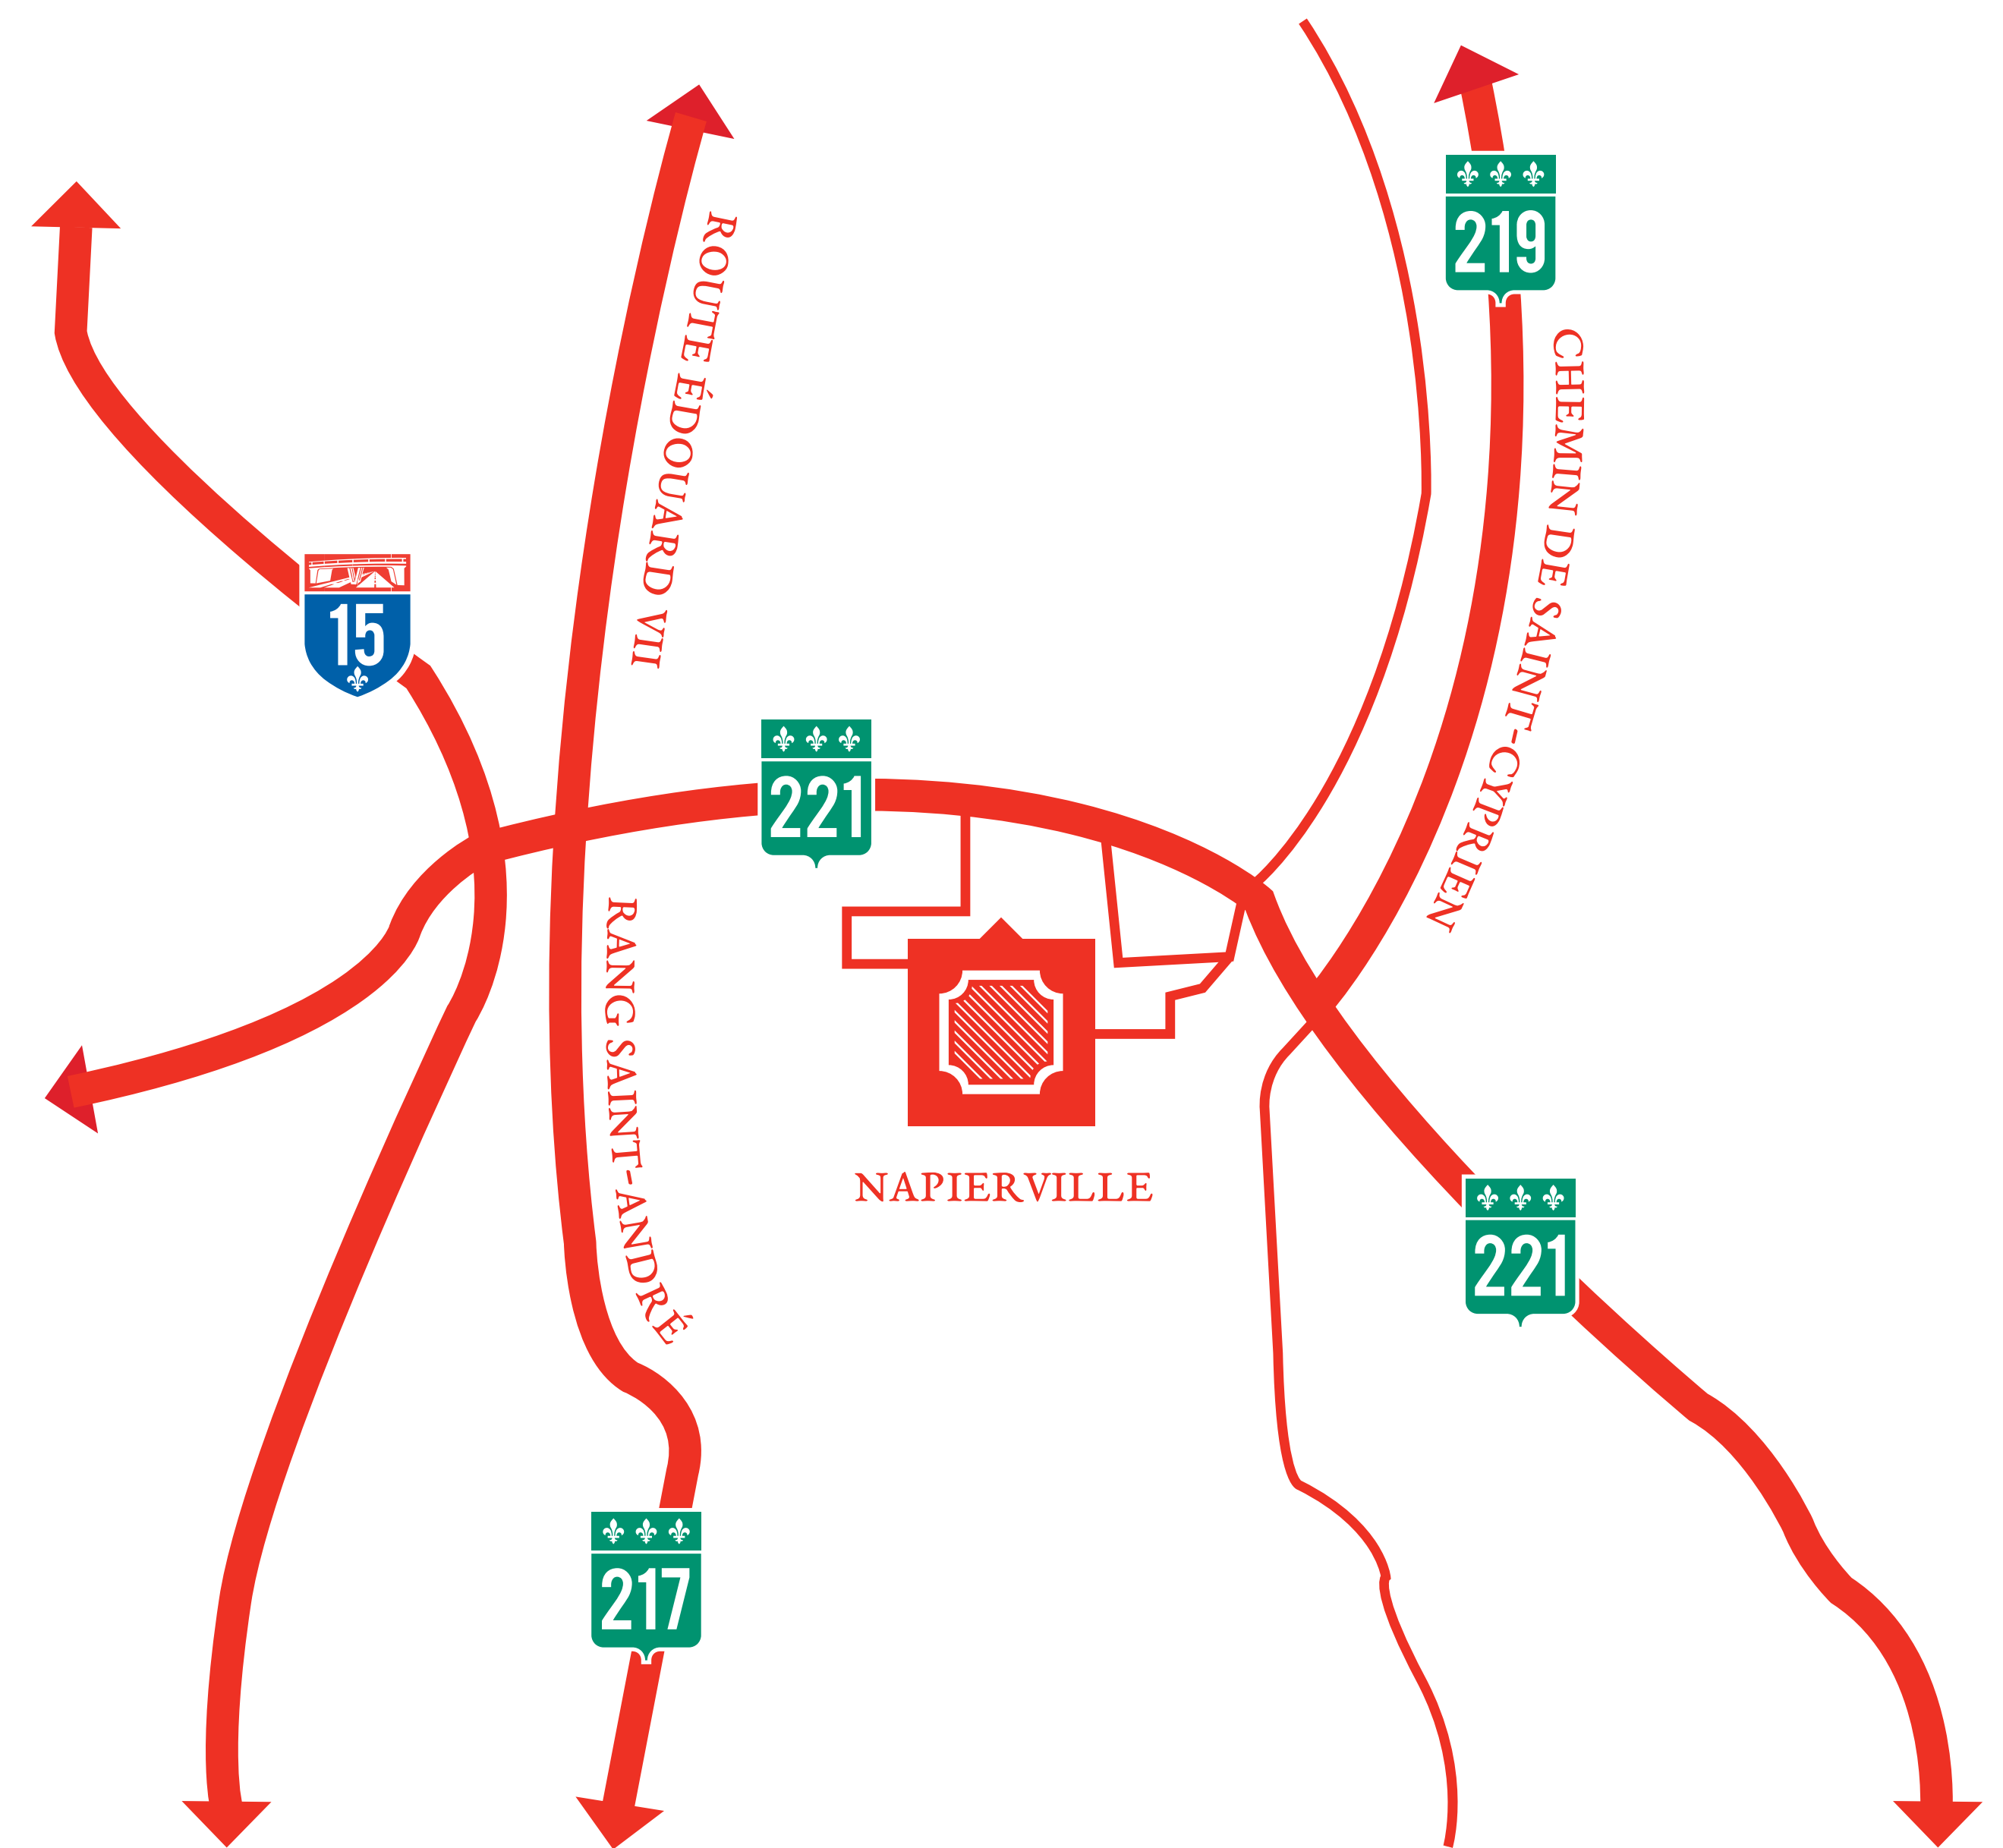 219
ROUTE ÉDOUARD VII
CHEMIN DE SAINT-CYPRIEN
15
221
RANG SAINT-ANDRÉ
NAPIERVILLE
221
217